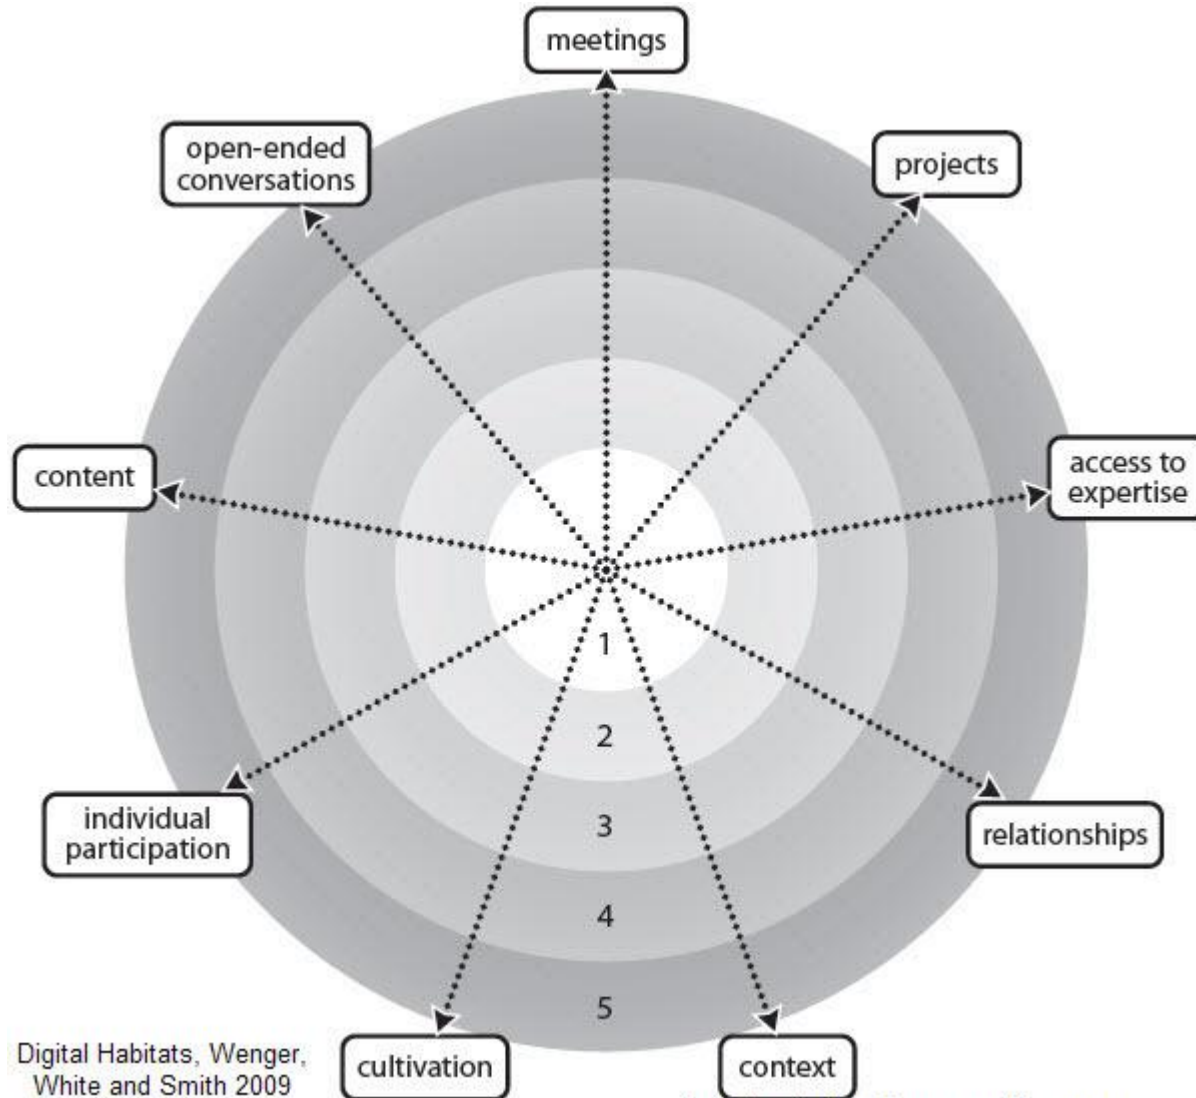 meetings
open-ended
conversations
projects
content
access to
expertise
1
2
3
4
5
individual
participation
relationships
cultivation
context
Digital Habitats, Wenger,
White and Smith 2009